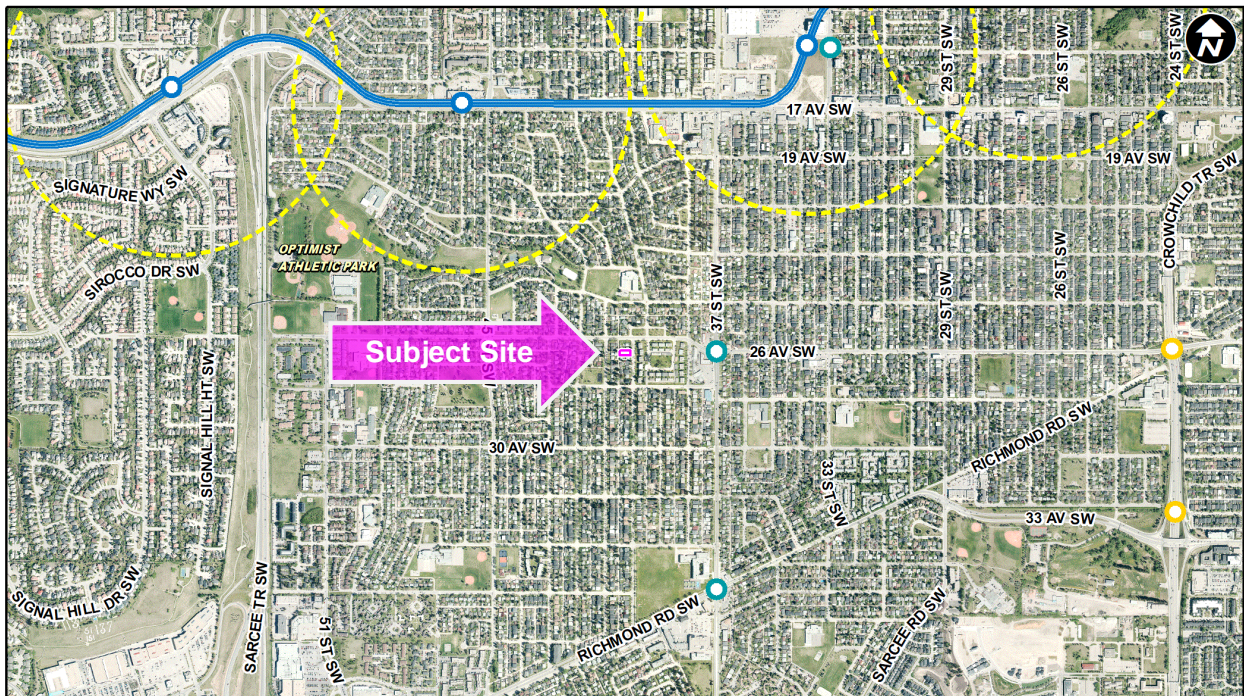 N
29 ST SW
26 ST SW
24 ST SW
17 AV SW
19 AV SW
19 AV SW
SIGNATURE WY SW
CROWCHILD TR SW
OPTIMIST
ATHLETIC PARK
SIROCCO DR SW
37 ST SW
29 ST SW
26 ST SW
Subject Site
26 AV SW
SIGNAL HILL HT SW
RICHMOND RD SW
30 AV SW
33 ST SW
33 AV SW
SIGNAL HILL DR SW
SARCEE TR SW
51 ST SW
RICHMOND RD SW
SARCEE RD SW